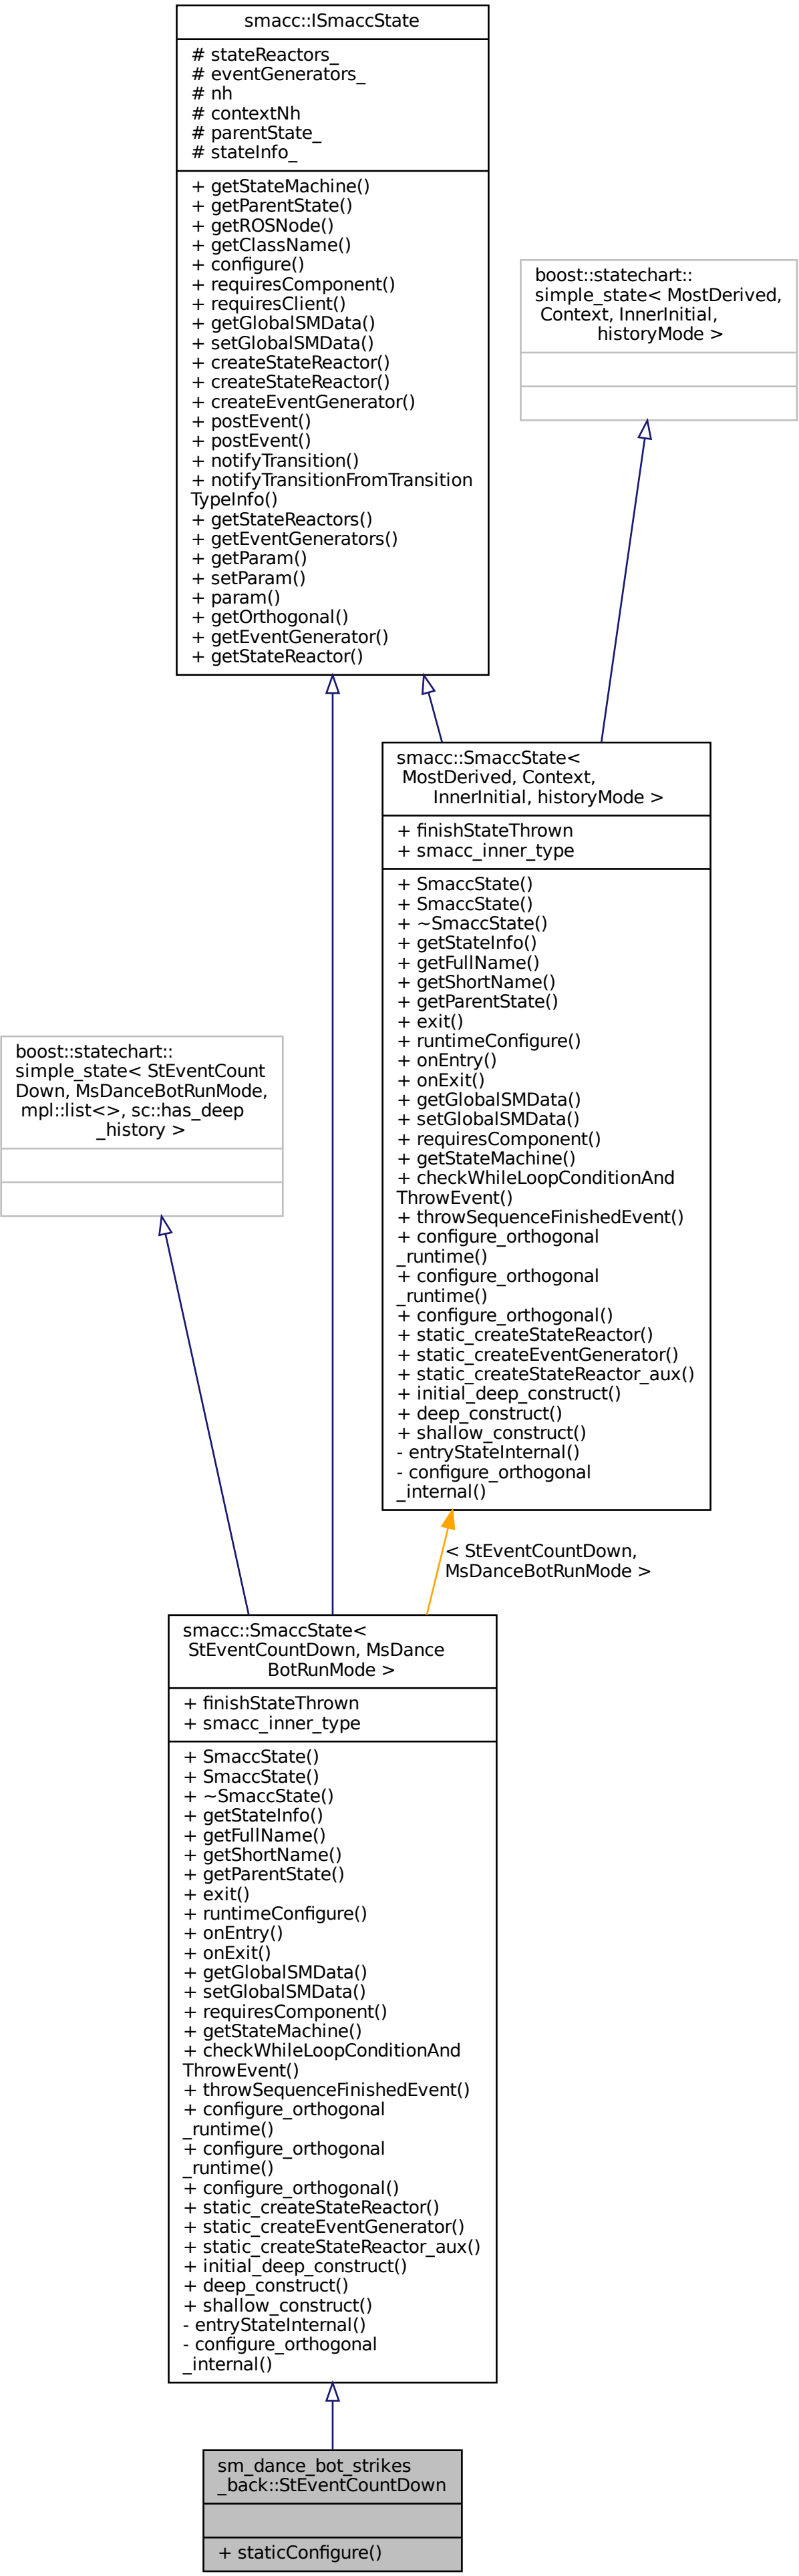 smacc::ISmaccState
# stateReactors_
# eventGenerators_
# nh
# contextNh
# parentState_
# stateInfo_
+ getStateMachine()
+ getParentState()
+ getROSNode()
+ getClassName()
+ configure()
+ requiresComponent()
+ requiresClient()
+ getGlobalSMData()
+ setGlobalSMData()
+ createStateReactor()
+ createStateReactor()
+ createEventGenerator()
+ postEvent()
+ postEvent()
+ notifyTransition()
+ notifyTransitionFromTransition
TypeInfo()
+ getStateReactors()
+ getEventGenerators()
+ getParam()
+ setParam()
+ param()
+ getOrthogonal()
+ getEventGenerator()
+ getStateReactor()
boost::statechart::
simple_state< MostDerived,
Context, InnerInitial,
historyMode >
smacc::SmaccState<
MostDerived, Context,
InnerInitial, historyMode >
+ finishStateThrown
+ smacc_inner_type
+ SmaccState()
+ SmaccState()
+ ~SmaccState()
+ getStateInfo()
+ getFullName()
+ getShortName()
+ getParentState()
+ exit()
+ runtimeConfigure()
+ onEntry()
+ onExit()
+ getGlobalSMData()
+ setGlobalSMData()
+ requiresComponent()
+ getStateMachine()
+ checkWhileLoopConditionAnd
ThrowEvent()
+ throwSequenceFinishedEvent()
+ configure_orthogonal
_runtime()
+ configure_orthogonal
_runtime()
+ configure_orthogonal()
+ static_createStateReactor()
+ static_createEventGenerator()
+ static_createStateReactor_aux()
+ initial_deep_construct()
+ deep_construct()
+ shallow_construct()
- entryStateInternal()
- configure_orthogonal
_internal()
boost::statechart::
simple_state< StEventCount
Down, MsDanceBotRunMode,
mpl::list<>, sc::has_deep
_history >
< StEventCountDown,
MsDanceBotRunMode >
smacc::SmaccState<
StEventCountDown, MsDance
BotRunMode >
+ finishStateThrown
+ smacc_inner_type
+ SmaccState()
+ SmaccState()
+ ~SmaccState()
+ getStateInfo()
+ getFullName()
+ getShortName()
+ getParentState()
+ exit()
+ runtimeConfigure()
+ onEntry()
+ onExit()
+ getGlobalSMData()
+ setGlobalSMData()
+ requiresComponent()
+ getStateMachine()
+ checkWhileLoopConditionAnd
ThrowEvent()
+ throwSequenceFinishedEvent()
+ configure_orthogonal
_runtime()
+ configure_orthogonal
_runtime()
+ configure_orthogonal()
+ static_createStateReactor()
+ static_createEventGenerator()
+ static_createStateReactor_aux()
+ initial_deep_construct()
+ deep_construct()
+ shallow_construct()
- entryStateInternal()
- configure_orthogonal
_internal()
sm_dance_bot_strikes
_back::StEventCountDown
+ staticConfigure()